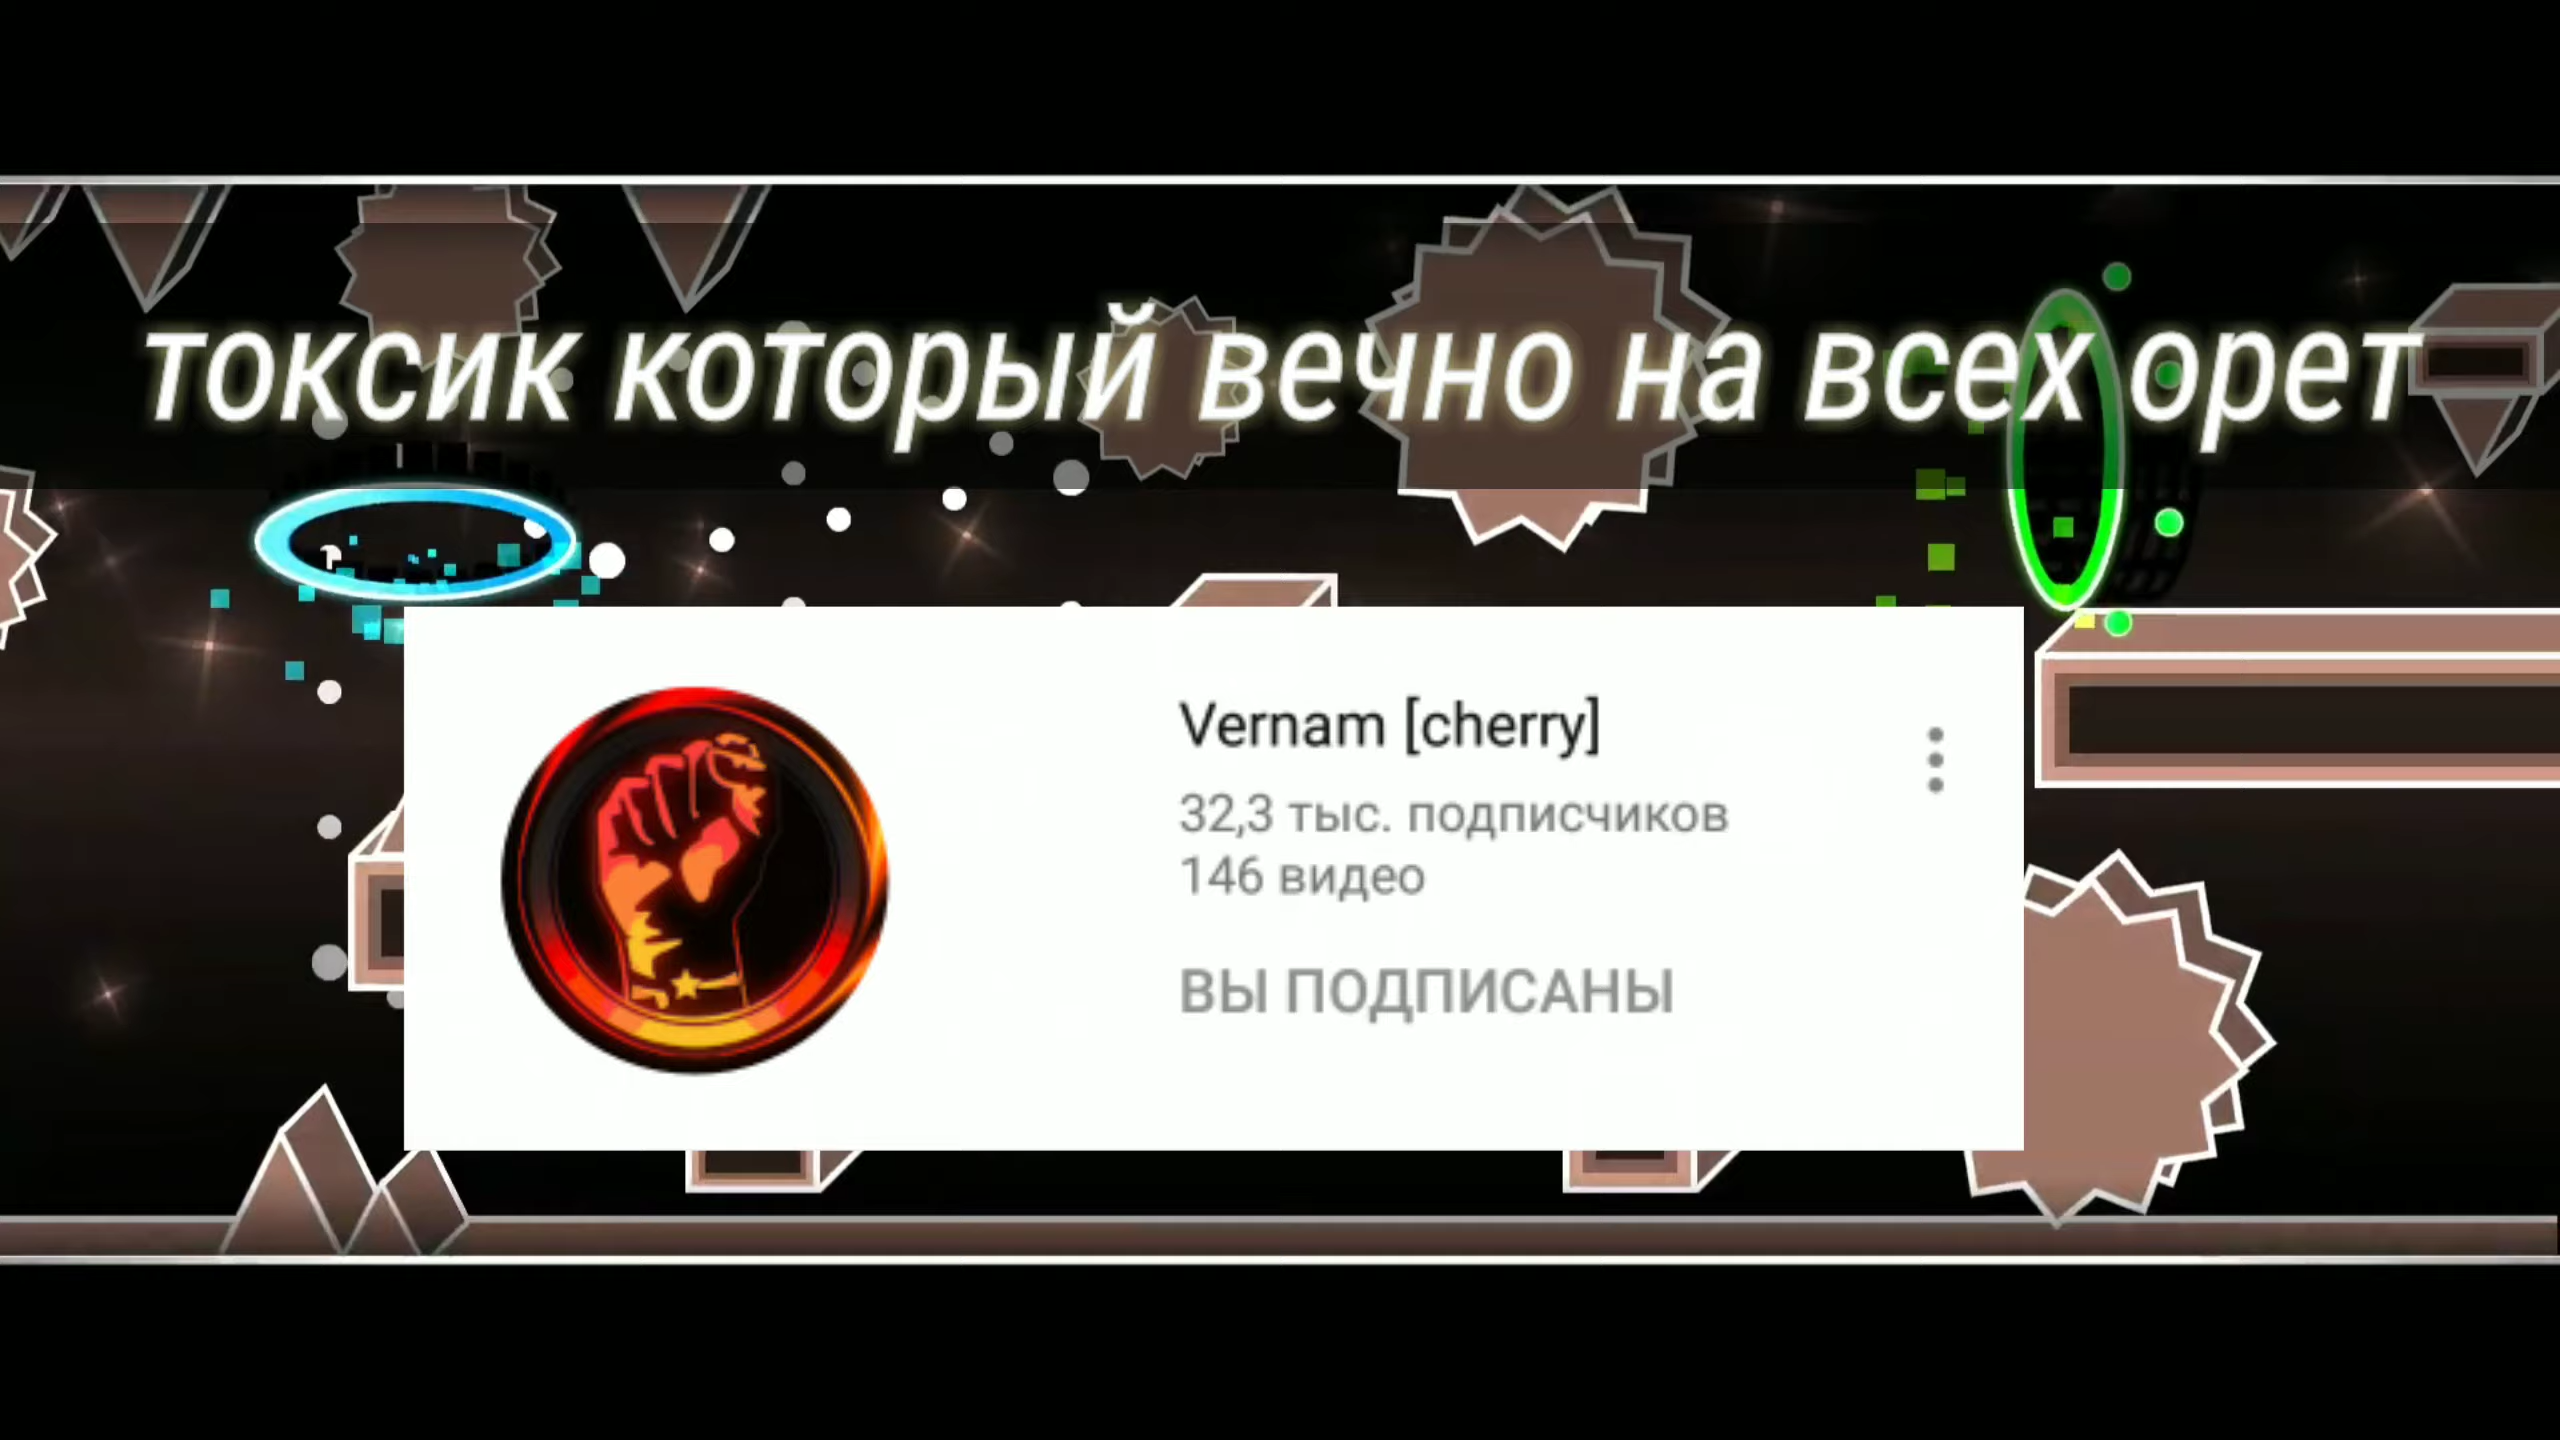 токсик который вечно на всех орет
Vernam [cherry]
32,3 тыс. подписчиков
146 видео
ВЫ ПОДПИСАНЫ